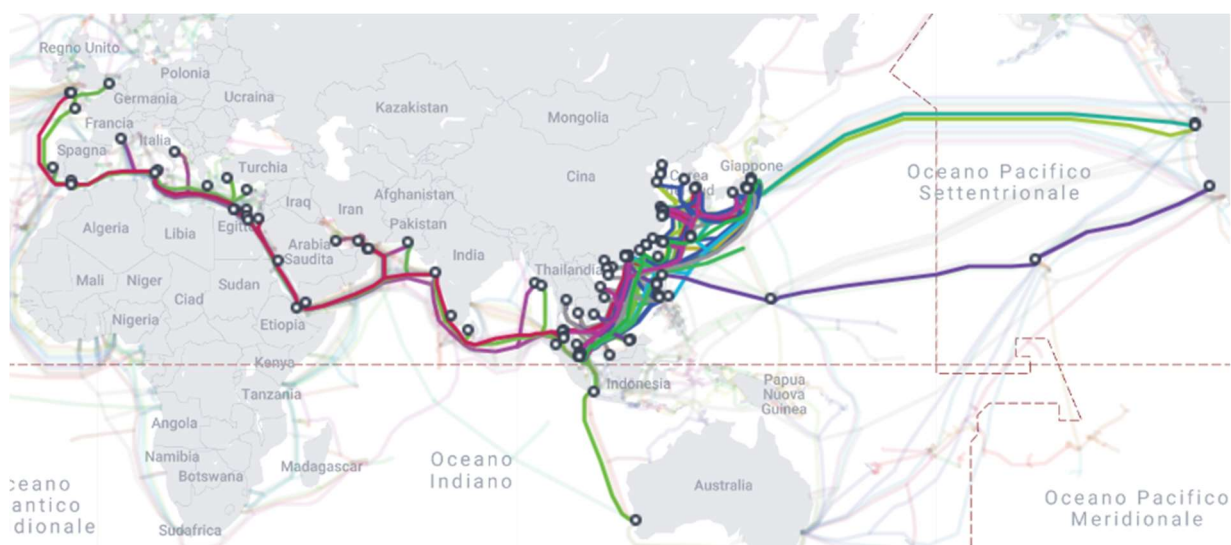 Regno Unito
Polonia
Germania
Ucraina
Francia
Italia
Spagna
Turchia
Kazakistan
Mongolia
Cina
Giappone
Oceano Pacifico
Settentrionale
Iraq
Iran
Afghanistan
Pakistan
Algeria
Libia
Arabia
Saudita
India
Thailandia
Mali
Niger
Ciad
Sudan
Nigeria
Etiopia
Kenya
Tanzania
Indonesia
Papua
Nuova
Guinea
Angola
Namibia
Botswana
Madagascar
Sudafrica
Oceano
Indiano
Australia
ceano
antico
dionale
Oceano Pacifico
Meridionale